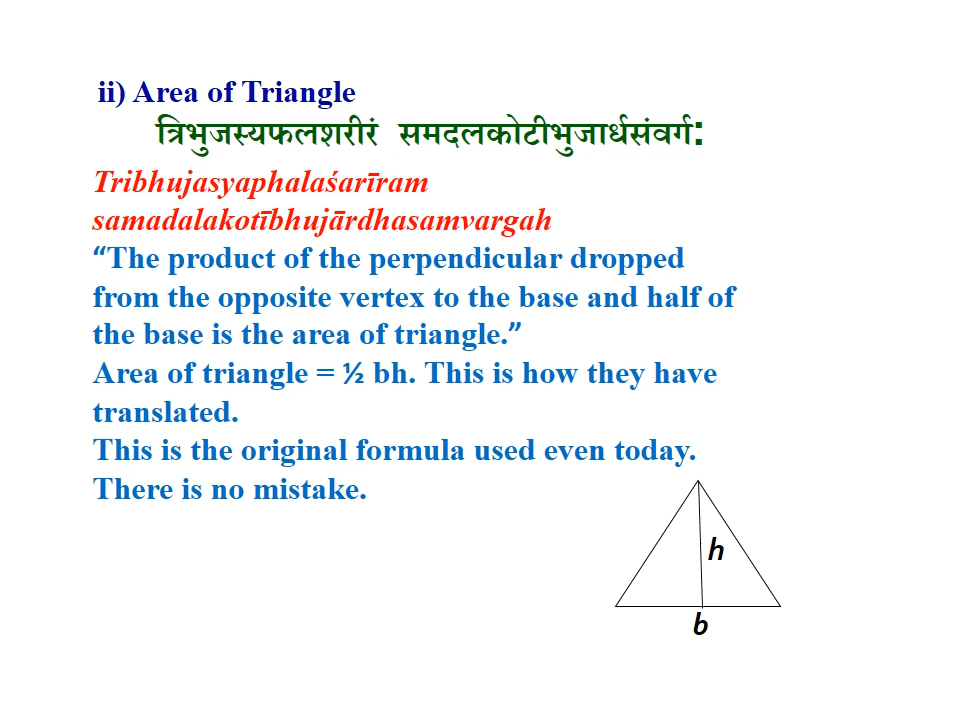 ii) Area of Triangle
त्रिभुजस्यफलशरीरं समदलकोटीभुजार्धसंवर्ग:
Tribhujasyaphalaśarīram
samadalakotībhujārdhasamvargah
“The product of the perpendicular dropped
from the opposite vertex to the base and half of
the base is the area of triangle.”
Area of triangle = ½ bh. This is how they have
translated.
This is the original formula used even today.
There is no mistake.
h
b